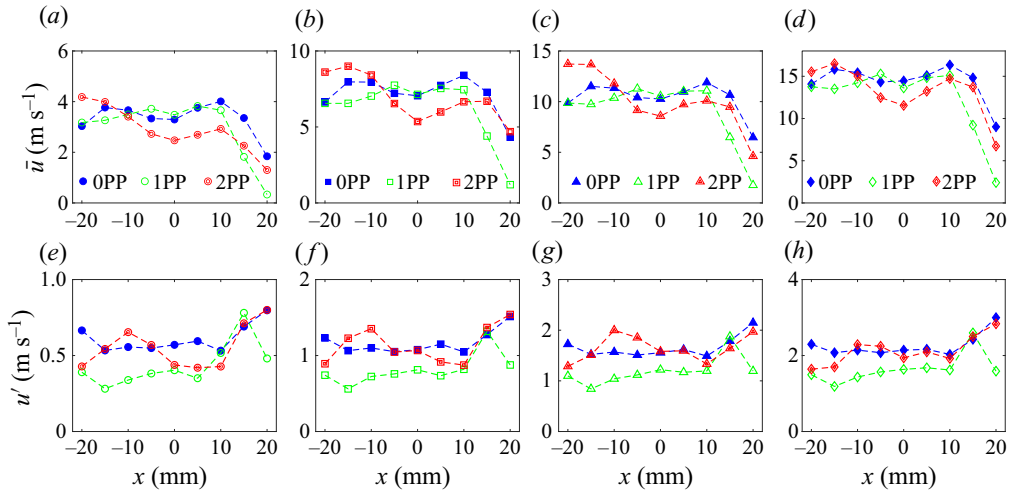 (a) (b) (c) (d)
6 10 15 15
4 10 10
5
2 5 5
0PP 1PP 2PP 0PP 1PP 2PP 0PP 1PP 2PP 0PP 1PP 2PP
0 0 0 0
ū (m s⁻¹)
−20 −10 0 10 20 −20 −10 0 10 20 −20 −10 0 10 20 −20 −10 0 10 20
(e) (f) (g) (h)
1.0 2 3 4
2
0.5 1 2
1
0 0 0 0
u′ (m s⁻¹)
−20 −10 0 10 20 −20 −10 0 10 20 −20 −10 0 10 20 −20 −10 0 10 20
x (mm) x (mm) x (mm) x (mm)